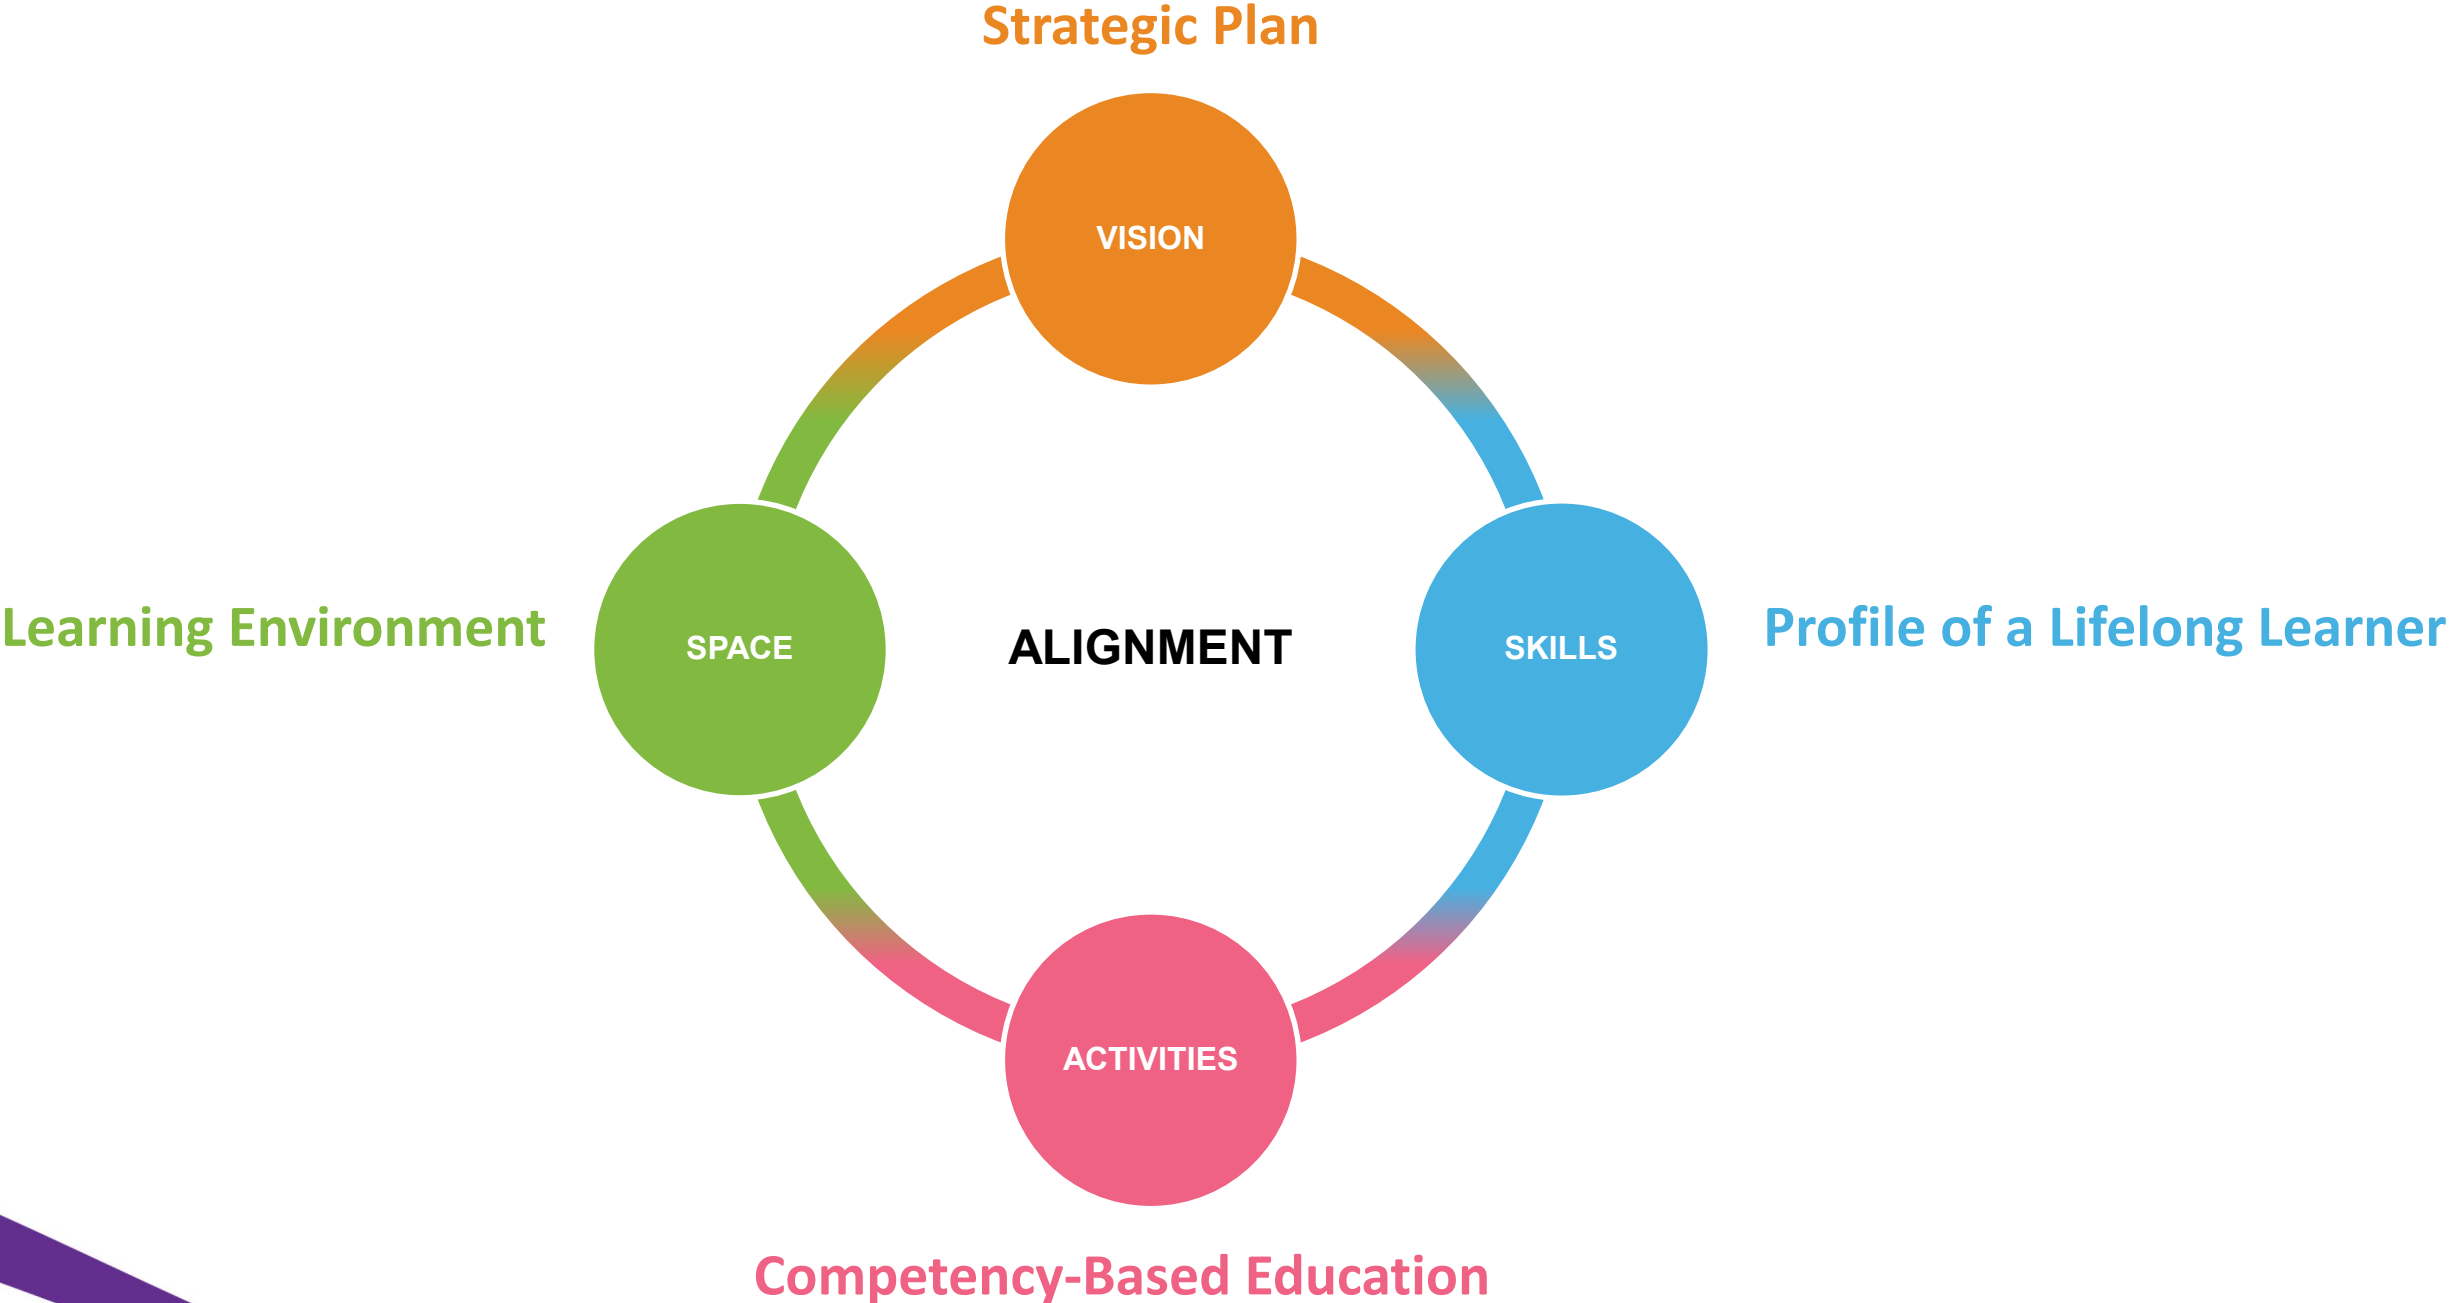 Strategic Plan
VISION
Learning Environment
SPACE
ALIGNMENT
SKILLS
Profile of a Lifelong Learner
ACTIVITIES
Competency-Based Education